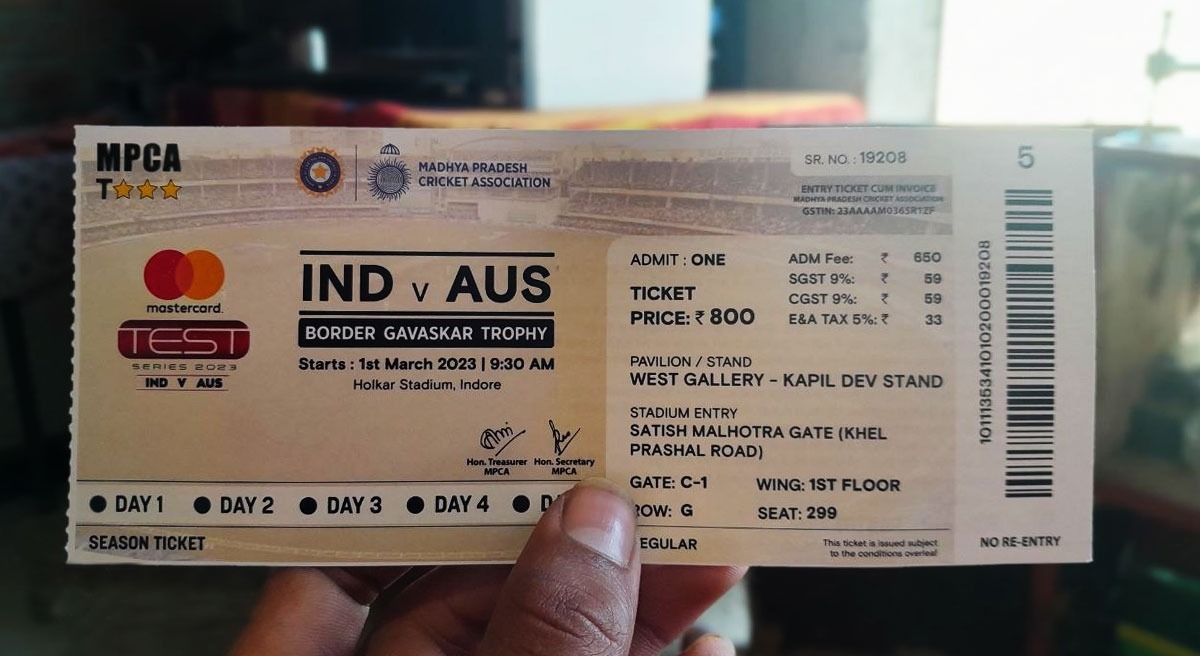 MPCA
T
MADHYA PRADESH
CRICKET ASSOCIATION
mastercard.
TEST
SERIES 2023
IND V AUS
IND v AUS
BORDER GAVASKAR TROPHY
Starts : 1st March 2023 | 9:30 AM
Holkar Stadium, Indore
Hon. Treasurer
MPCA
Hon. Secretary
MPCA
DAY 1
DAY 2
DAY 3
DAY 4
SEASON TICKET
SR. NO. : 19208
ENTRY TICKET CUM INVOICE
MADHYA PRADESH CRICKET ASSOCIATION
GSTIN: 23AAAAM0365R1ZF
ADMIT : ONE
TICKET
PRICE: ₹ 800
ADM Fee: ₹ 650
SGST 9%: ₹ 59
CGST 9%: ₹ 59
E&A TAX 5%: ₹ 33
PAVILION / STAND
WEST GALLERY - KAPIL DEV STAND
STADIUM ENTRY
SATISH MALHOTRA GATE (KHEL
PRASHAL ROAD)
GATE: C-1
WING: 1ST FLOOR
ROW: G
SEAT: 299
EGULAR
This ticket is issued subject
to the conditions overleaf
5
1011135341010200019208
NO RE-ENTRY